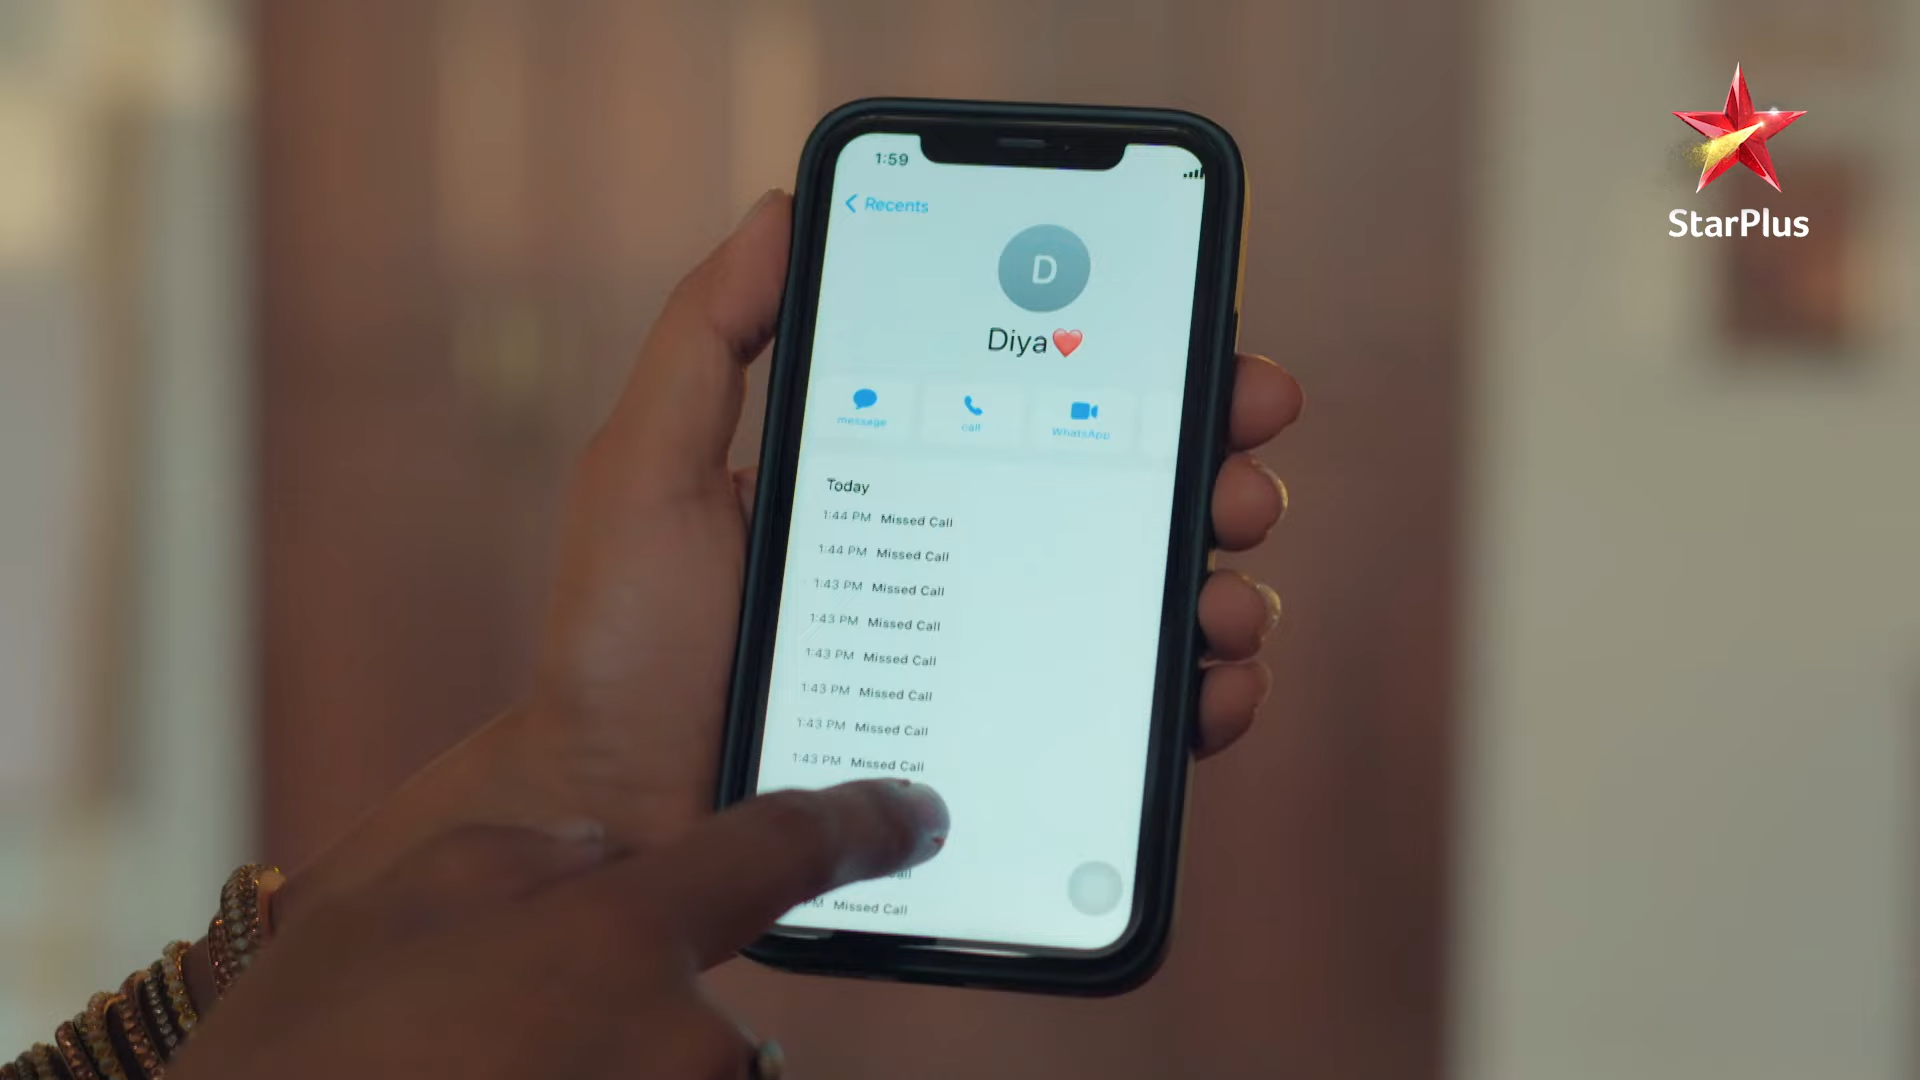 1:59
Recents
D
Diya❤️
message
call
WhatsApp
Today
1:44 PM Missed Call
1:44 PM Missed Call
1:43 PM Missed Call
1:43 PM Missed Call
1:43 PM Missed Call
1:43 PM Missed Call
1:43 PM Missed Call
1:43 PM Missed Call
PM Missed Call
StarPlus